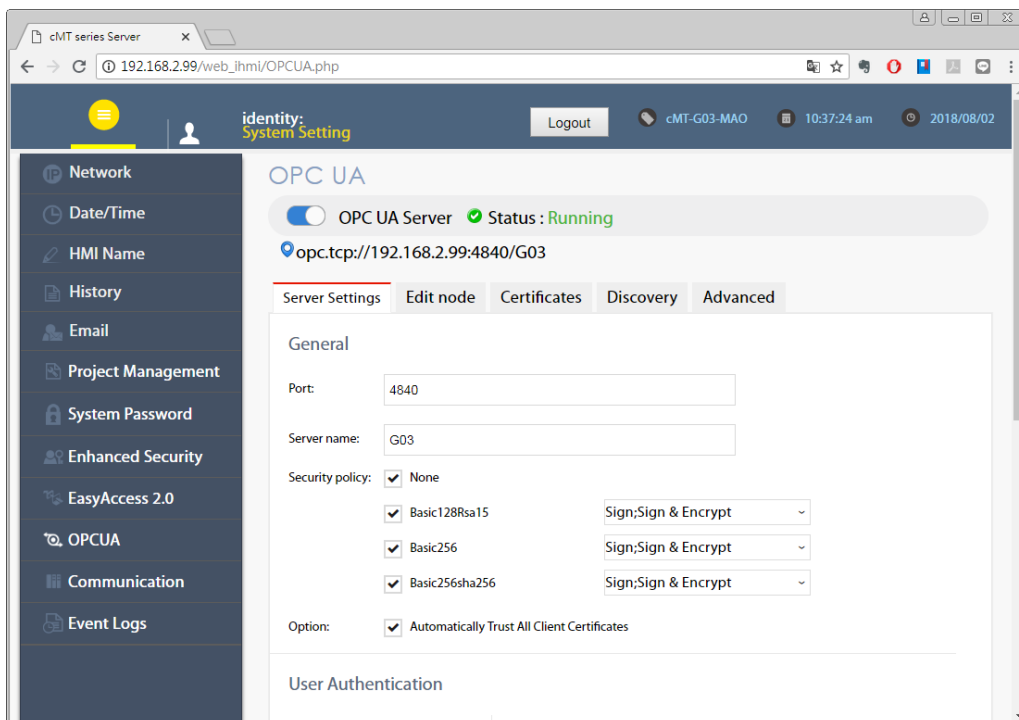 cMT series Server
192.168.2.99/web_ihmi/OPCUA.php
identity:
System Setting
Logout
cMT-G03-MAO
10:37:24 am
2018/08/02
Network
Date/Time
HMI Name
History
Email
Project Management
System Password
Enhanced Security
EasyAccess 2.0
OPCUA
Communication
Event Logs
OPC UA
OPC UA Server Status : Running
opc.tcp://192.168.2.99:4840/G03
Server Settings Edit node Certificates Discovery Advanced
General
Port: 4840
Server name: G03
Security policy: None
Basic128Rsa15 Sign;Sign & Encrypt
Basic256 Sign;Sign & Encrypt
Basic256sha256 Sign;Sign & Encrypt
Option: Automatically Trust All Client Certificates
User Authentication